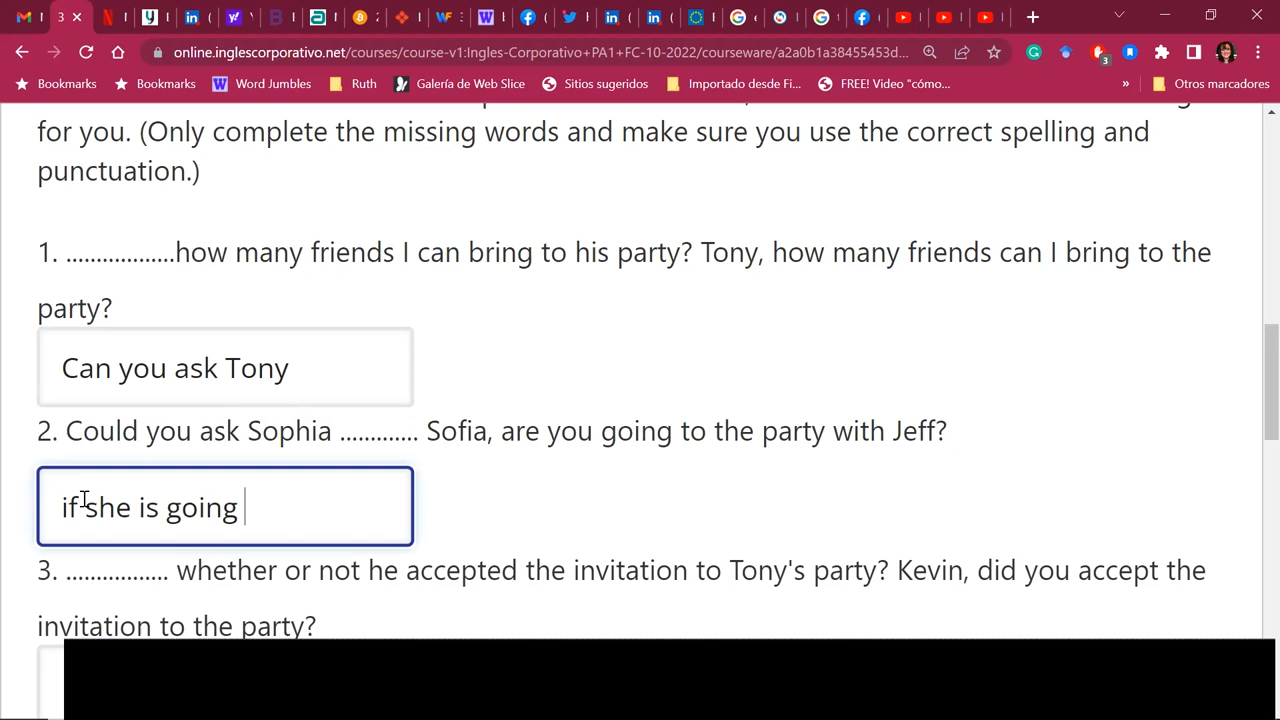 3
online.inglescorporativo.net/courses/course-v1:Ingles-Corporativo+PA1+FC-10-2022/courseware/a2a0b1a38455453d...
3
Bookmarks Bookmarks Word Jumbles Ruth Galería de Web Slice Sitios sugeridos Importado desde Fi... FREE! Video "cómo... » Otros marcadores
for you. (Only complete the missing words and make sure you use the correct spelling and
punctuation.)
1. ..................how many friends I can bring to his party? Tony, how many friends can I bring to the
party?
Can you ask Tony
2. Could you ask Sophia ............. Sofia, are you going to the party with Jeff?
if she is going
3. ................. whether or not he accepted the invitation to Tony's party? Kevin, did you accept the
invitation to the party?